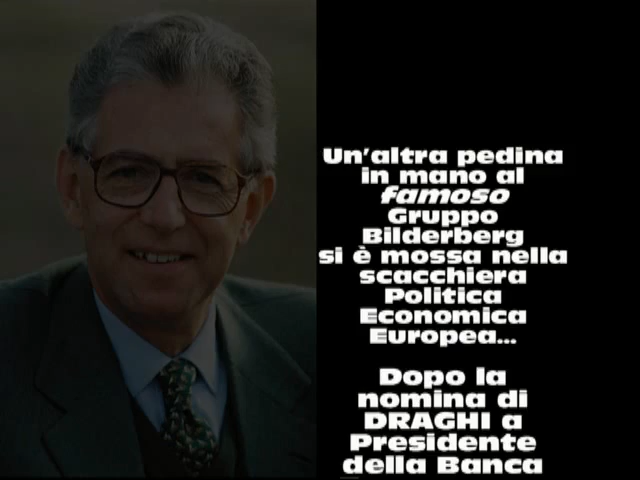 Un'altra pedina
in mano al
famoso
Gruppo
Bilderberg
si è mossa nella
scacchiera
Politica
Economica
Europea...
Dopo la
nomina di
DRAGHI a
Presidente
della Banca